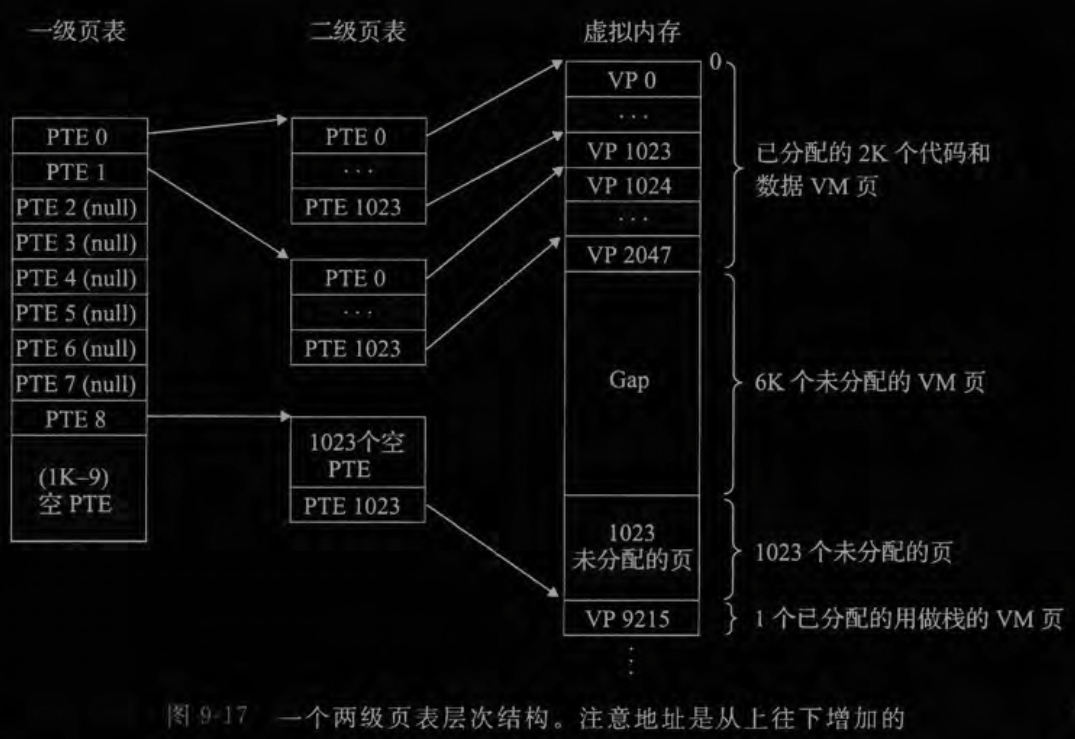 一级页表
二级页表
虚拟内存
PTE 0
PTE 1
PTE 2 (null)
PTE 3 (null)
PTE 4 (null)
PTE 5 (null)
PTE 6 (null)
PTE 7 (null)
PTE 8
(1K–9)
空 PTE
PTE 0
···
PTE 1023
PTE 0
···
PTE 1023
1023个空
PTE
PTE 1023
0
VP 0
···
VP 1023
VP 1024
···
VP 2047
Gap
1023
未分配的页
VP 9215
⋮
已分配的 2K 个代码和
数据 VM 页
6K 个未分配的 VM 页
1023 个未分配的页
1 个已分配的用做栈的 VM 页
图 9-17 一个两级页表层次结构。注意地址是从上往下增加的